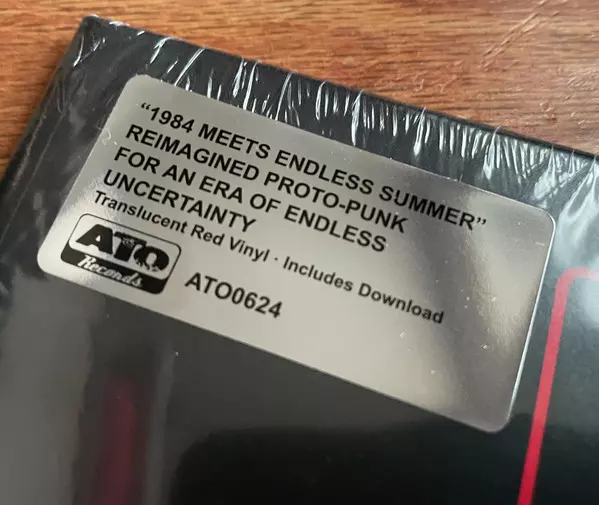 “1984 MEETS ENDLESS SUMMER”
REIMAGINED PROTO-PUNK
FOR AN ERA OF ENDLESS
UNCERTAINTY
Translucent Red Vinyl · Includes Download
ATO
Records
ATO0624